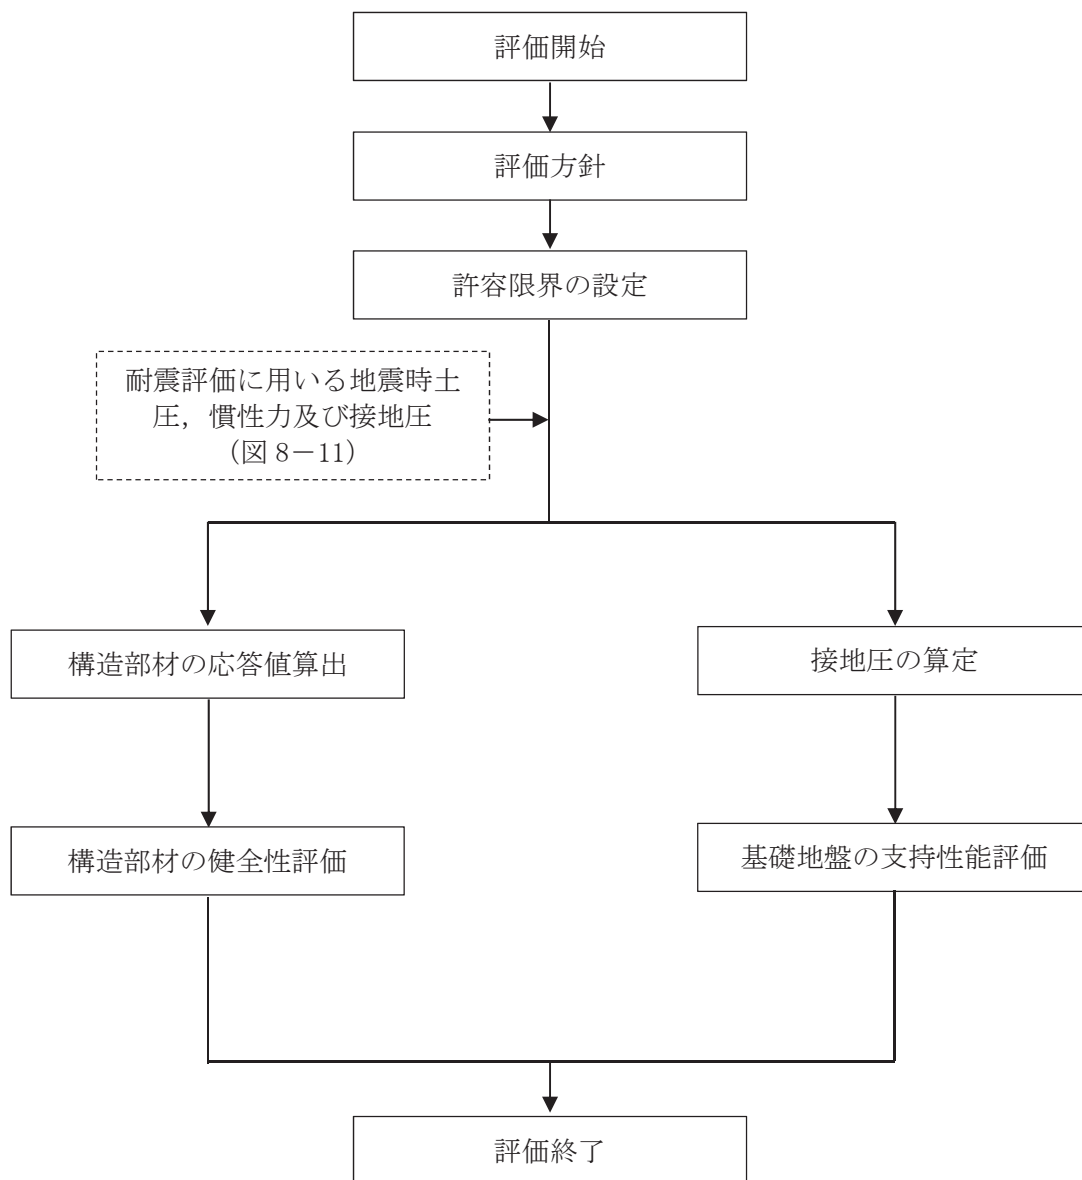 評価開始
評価方針
許容限界の設定
耐震評価に用いる地震時土
圧，慣性力及び接地圧
（図 8－11）
構造部材の応答値算出
接地圧の算定
構造部材の健全性評価
基礎地盤の支持性能評価
評価終了